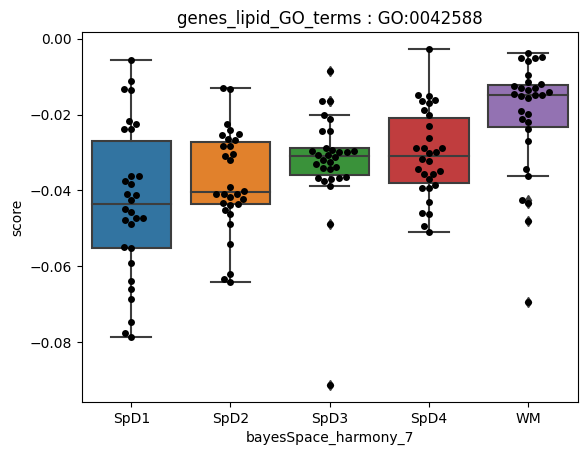 genes_lipid_GO_terms : GO:0042588
0.00
−0.02
−0.04
−0.06
−0.08
score
SpD1 SpD2 SpD3 SpD4 WM
bayesSpace_harmony_7